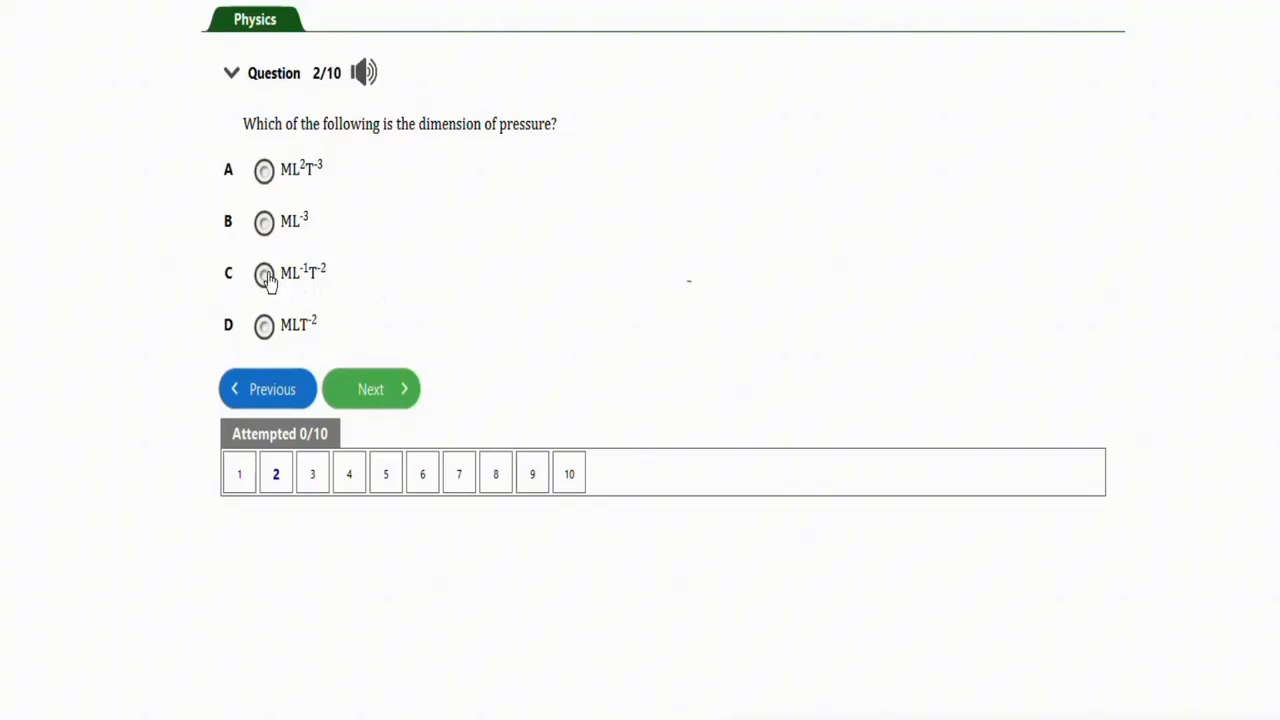 Physics
Question 2/10
Which of the following is the dimension of pressure?
A ML²T⁻³
B ML⁻³
C ML⁻¹T⁻²
D MLT⁻²
Previous Next
Attempted 0/10
1 2 3 4 5 6 7 8 9 10